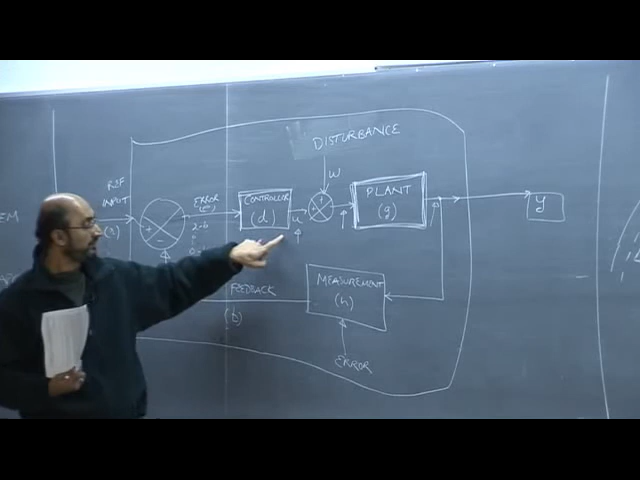 DISTURBANCE
W
REF
INPUT
(r)
ERROR
(e)
CONTROLLER
(d)
u
PLANT
(g)
y
+
-
+
+
FEEDBACK
(b)
MEASUREMENT
(h)
ERROR